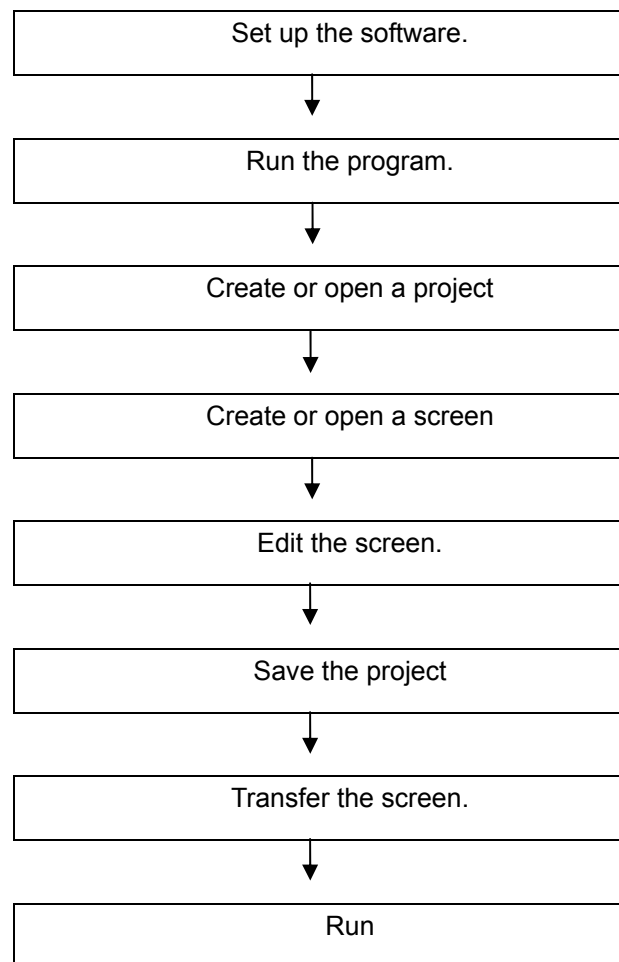 Set up the software.
Run the program.
Create or open a project
Create or open a screen
Edit the screen.
Save the project
Transfer the screen.
Run